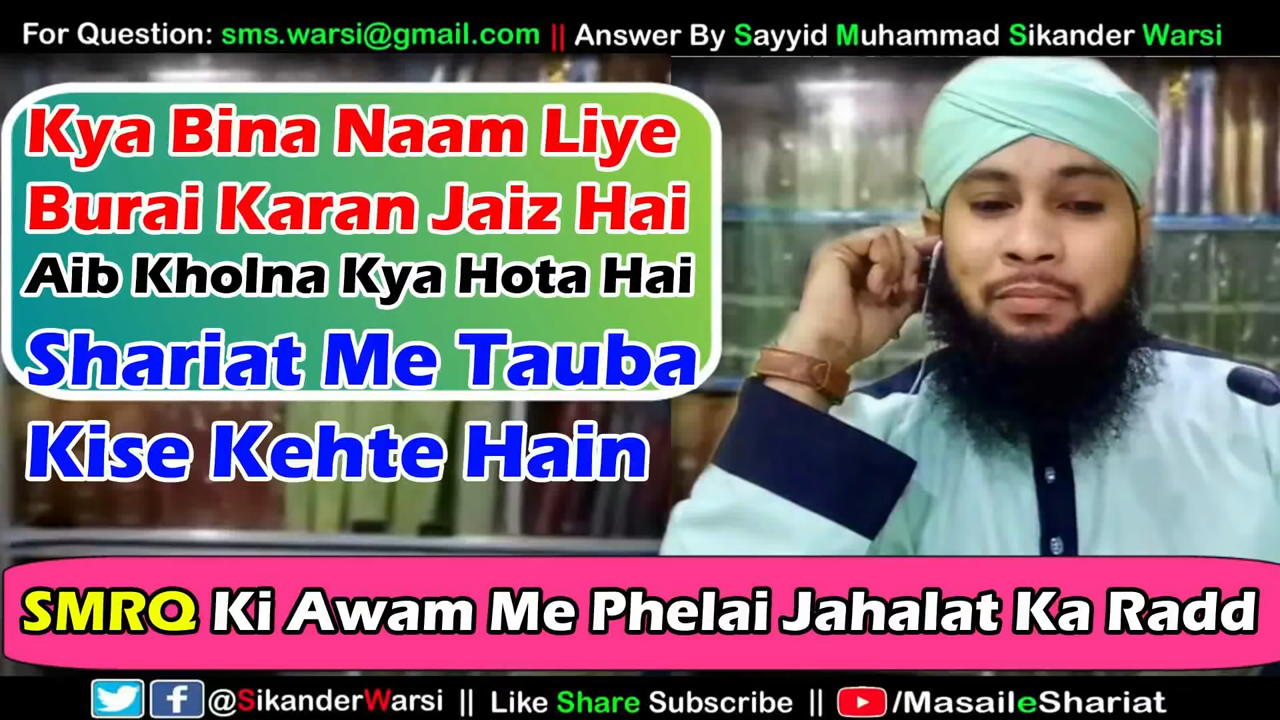 For Question: sms.warsi@gmail.com || Answer By Sayyid Muhammad Sikander Warsi
Kya Bina Naam Liye
Burai Karan Jaiz Hai
Aib Kholna Kya Hota Hai
Shariat Me Tauba
Kise Kehte Hain
SMRQ Ki Awam Me Phelai Jahalat Ka Radd
@SikanderWarsi || Like Share Subscribe || /MasaileShariat